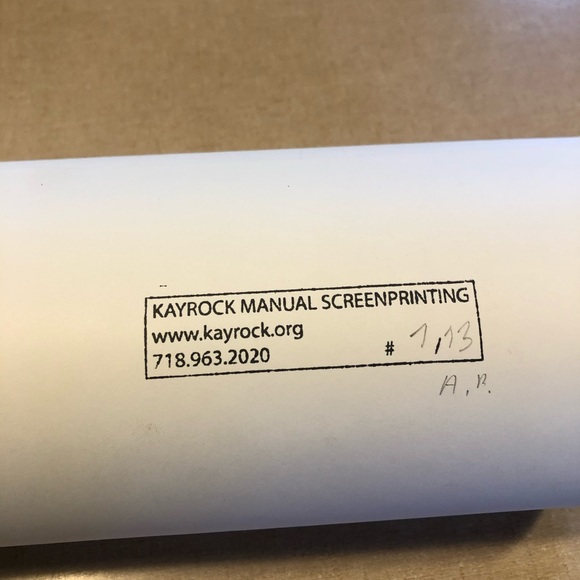 KAYROCK MANUAL SCREENPRINTING
www.kayrock.org
718.963.2020 # 1,13